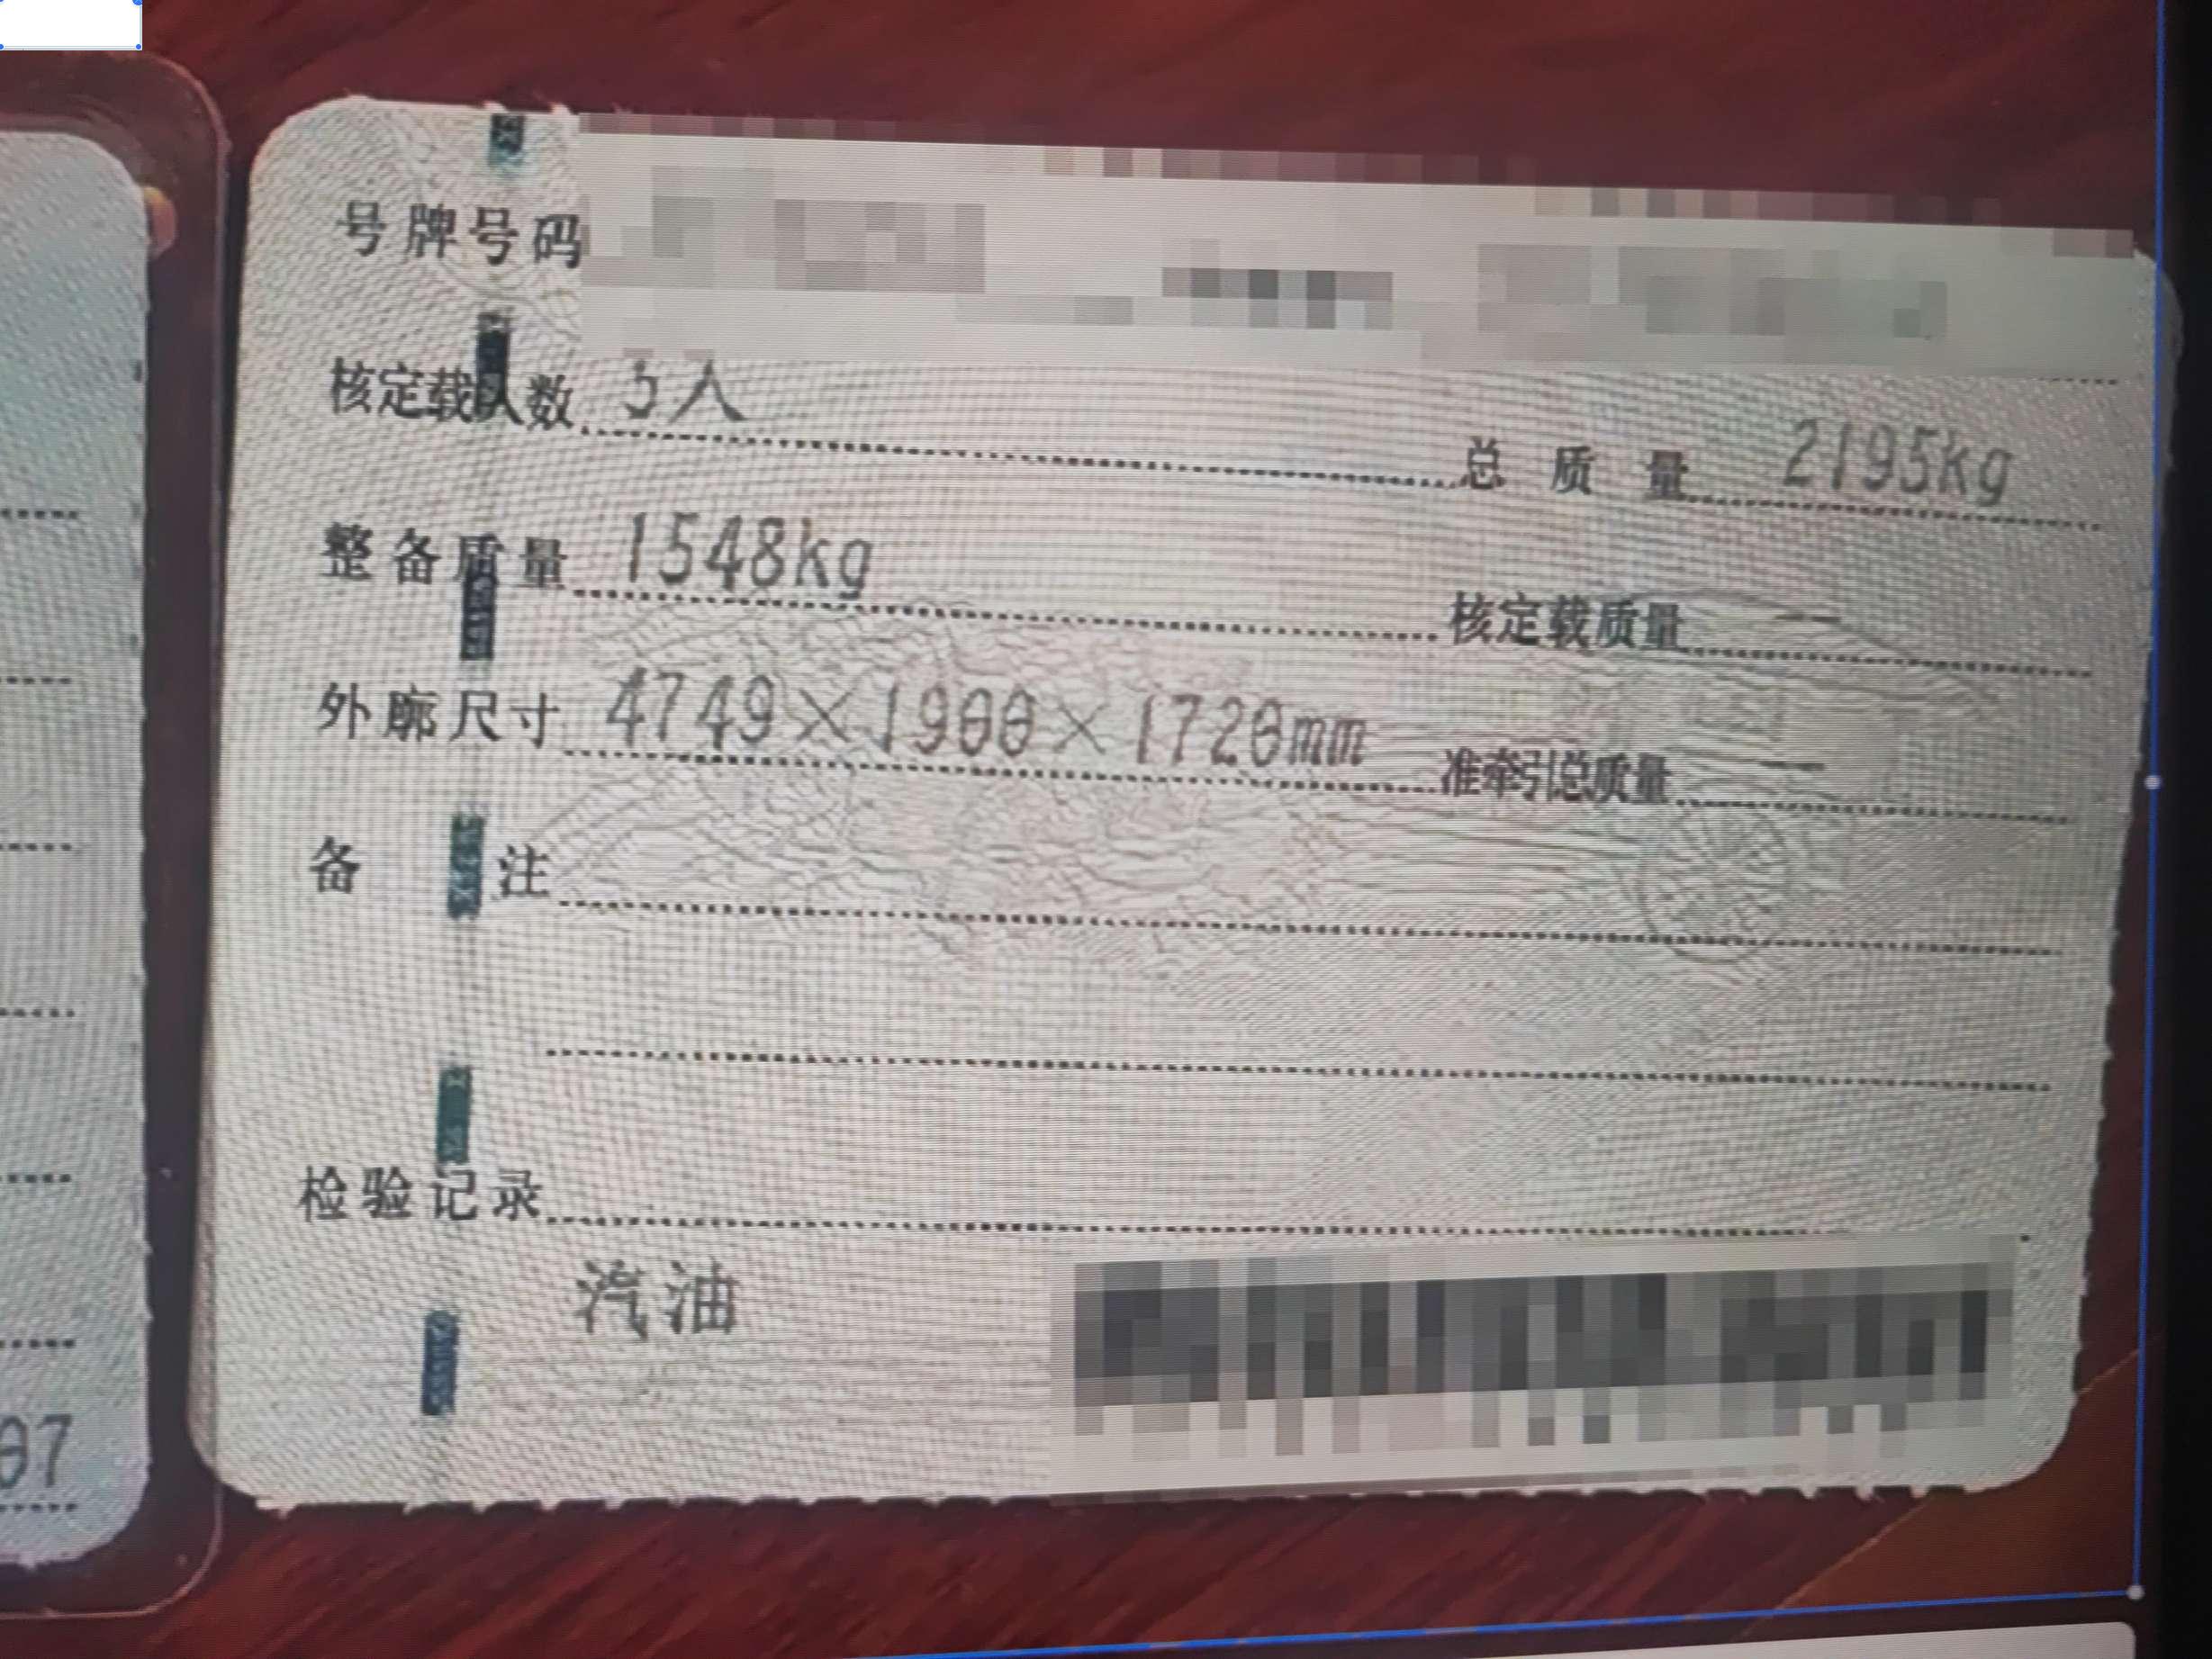 号牌号码
核定载人数 5人
总质量 2195kg
整备质量 1548kg
核定载质量 —
外廓尺寸 4749×1900×1720mm
准牵引总质量 —
备注
检验记录
汽油
07